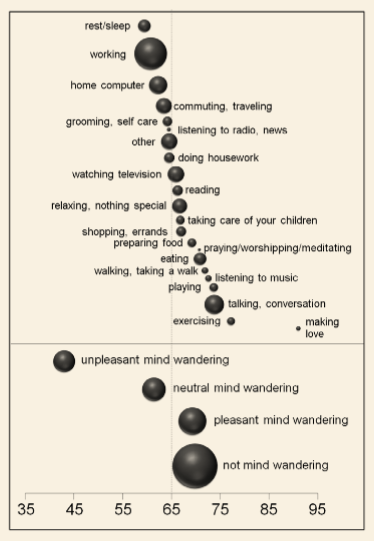 rest/sleep
working
home computer
commuting, traveling
grooming, self care
listening to radio, news
other
doing housework
watching television
reading
relaxing, nothing special
taking care of your children
shopping, errands
preparing food
praying/worshipping/meditating
eating
walking, taking a walk
listening to music
playing
talking, conversation
exercising
making
love
unpleasant mind wandering
neutral mind wandering
pleasant mind wandering
not mind wandering
35 45 55 65 75 85 95